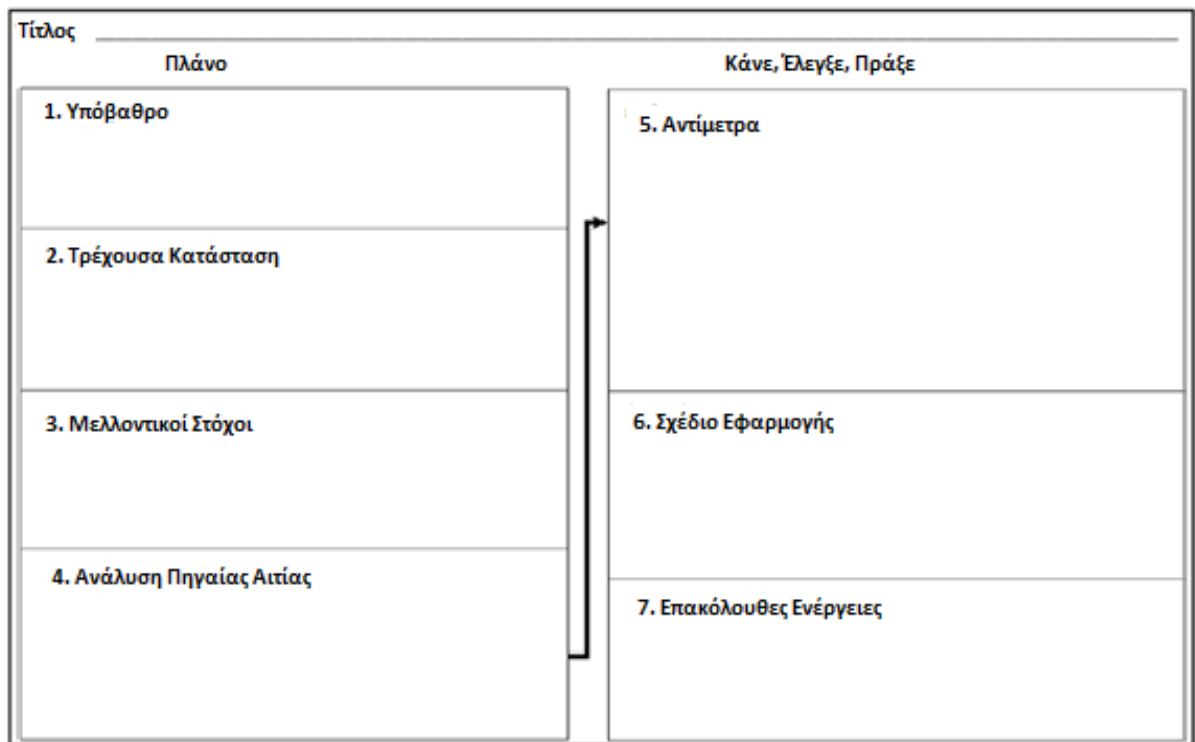 Τίτλος
Πλάνο
Κάνε, Έλεγξε, Πράξε
1. Υπόβαθρο
2. Τρέχουσα Κατάσταση
3. Μελλοντικοί Στόχοι
4. Ανάλυση Πηγαίας Αιτίας
5. Αντίμετρα
6. Σχέδιο Εφαρμογής
7. Επακόλουθες Ενέργειες